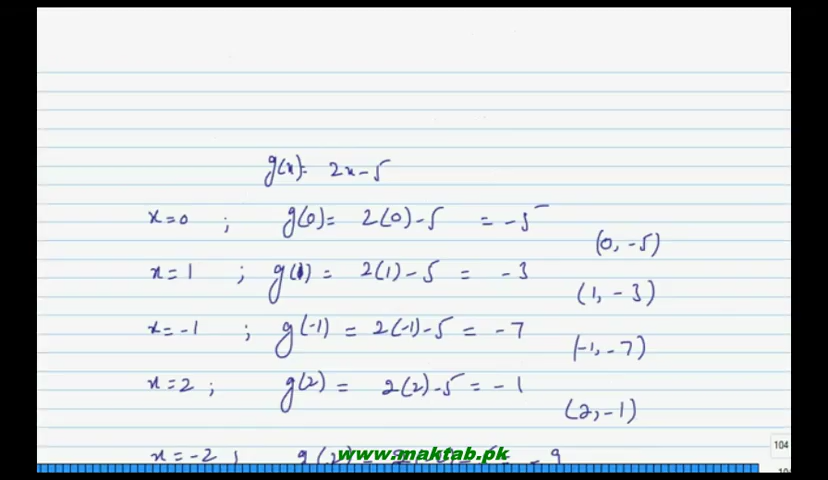 g(x)= 2x-5
x=0 ; g(0)= 2(0)-5 = -5
(0, -5)
x=1 ; g(1) = 2(1)-5 = -3
(1, -3)
x=-1 ; g(-1) = 2(-1)-5 = -7
(-1, -7)
x=2 ; g(2) = 2(2)-5 = -1
(2, -1)
104
x=-2 ;
www.maktab.pk
-9